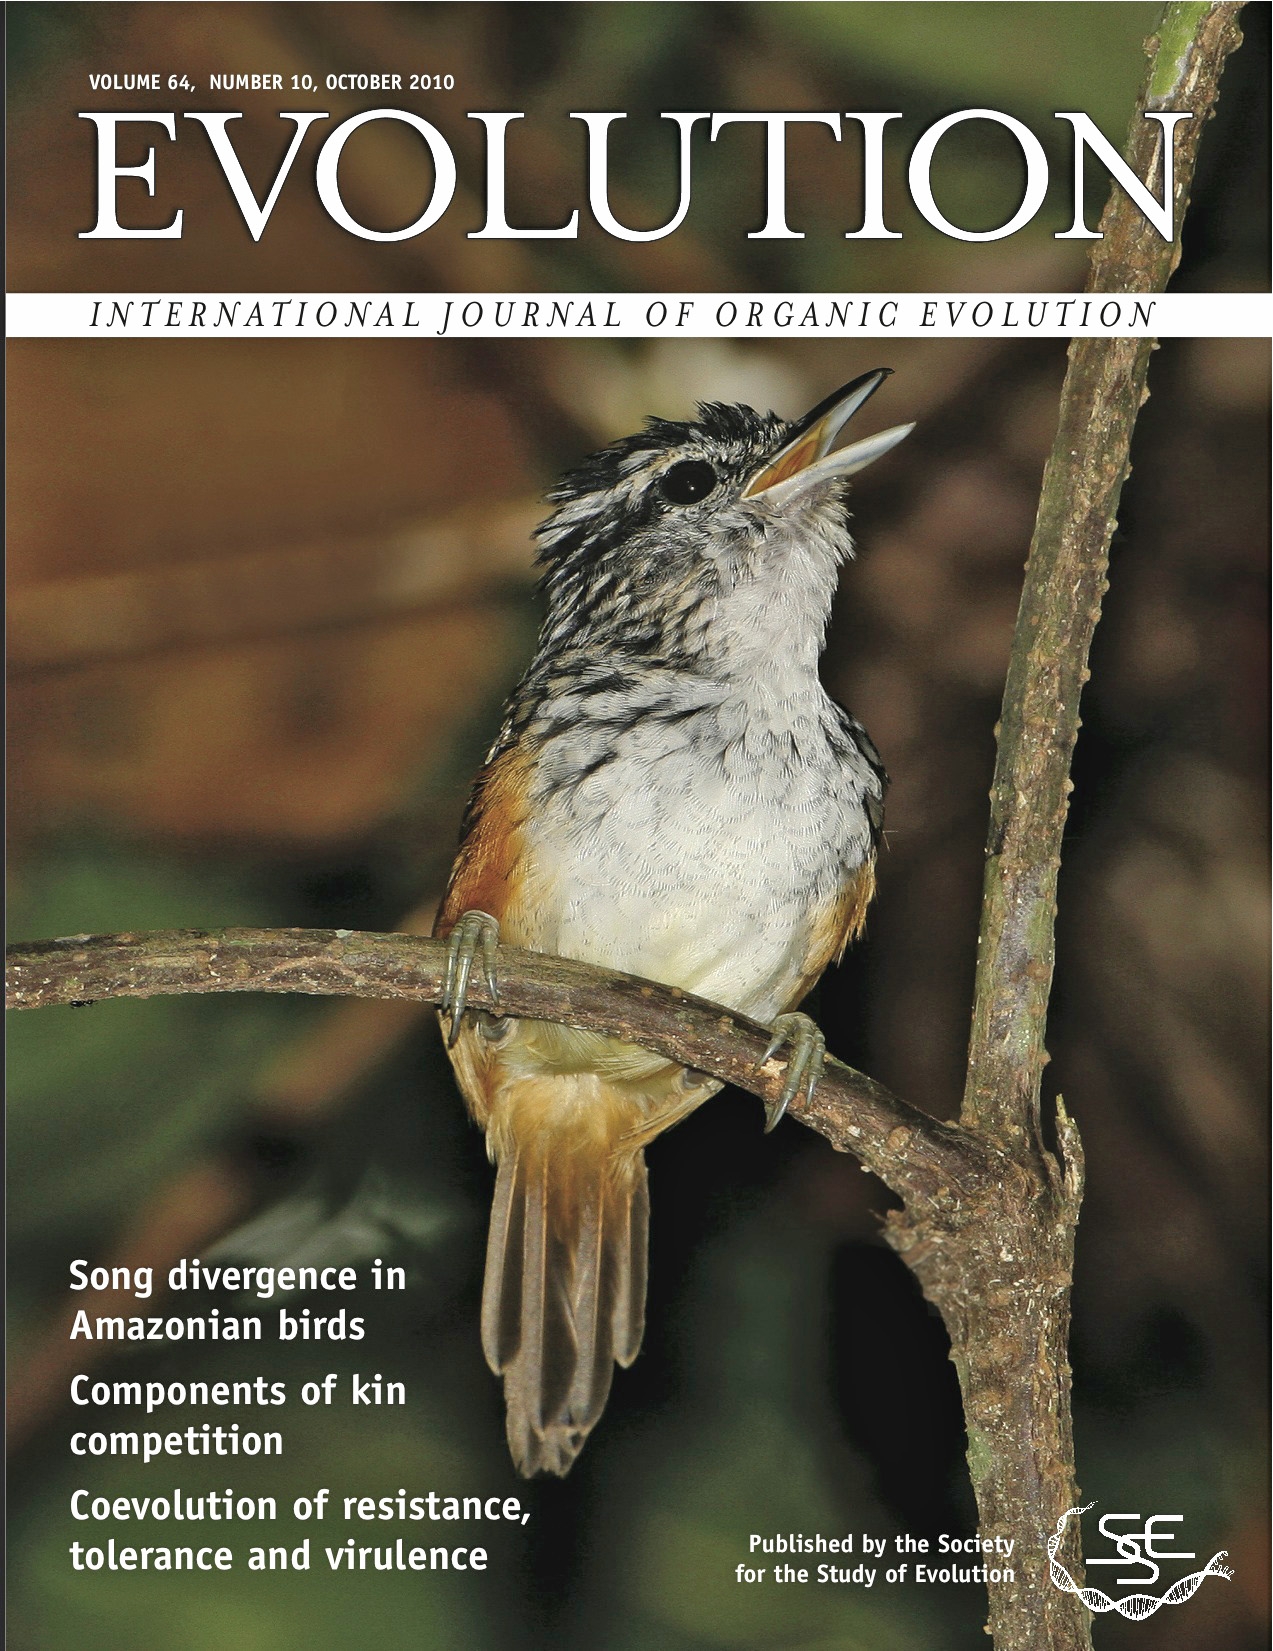 VOLUME 64, NUMBER 10, OCTOBER 2010
EVOLUTION
INTERNATIONAL JOURNAL OF ORGANIC EVOLUTION
Song divergence in
Amazonian birds
Components of kin
competition
Coevolution of resistance,
tolerance and virulence
Published by the Society
for the Study of Evolution
SSE